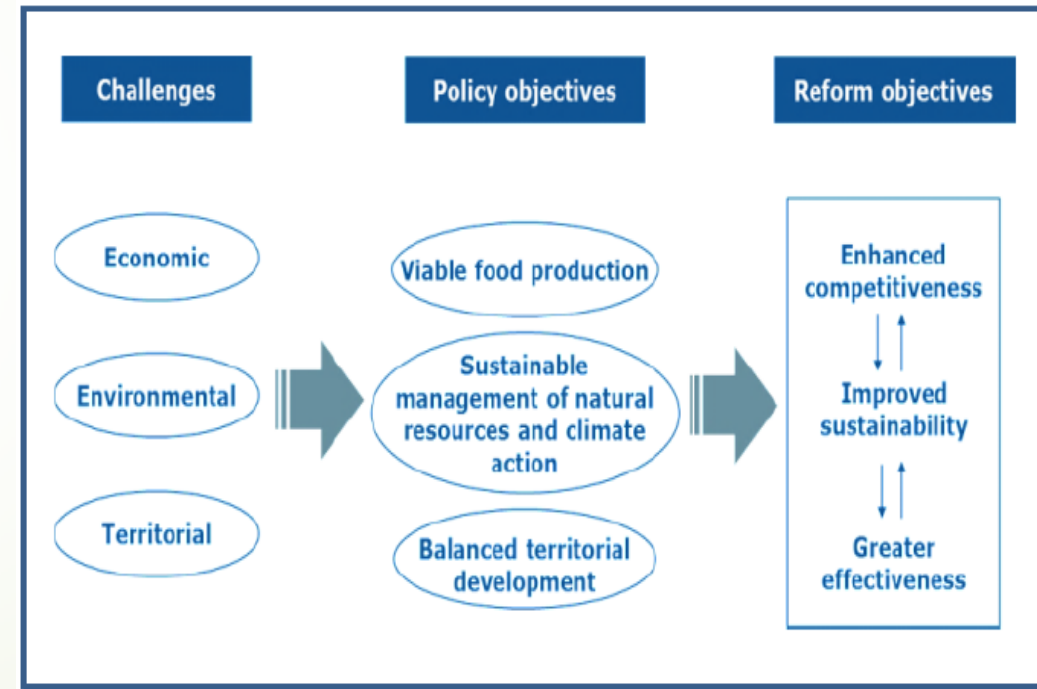 Challenges
Policy objectives
Reform objectives
Economic
Environmental
Territorial
Viable food production
Sustainable
management of natural
resources and climate
action
Balanced territorial
development
Enhanced
competitiveness
Improved
sustainability
Greater
effectiveness